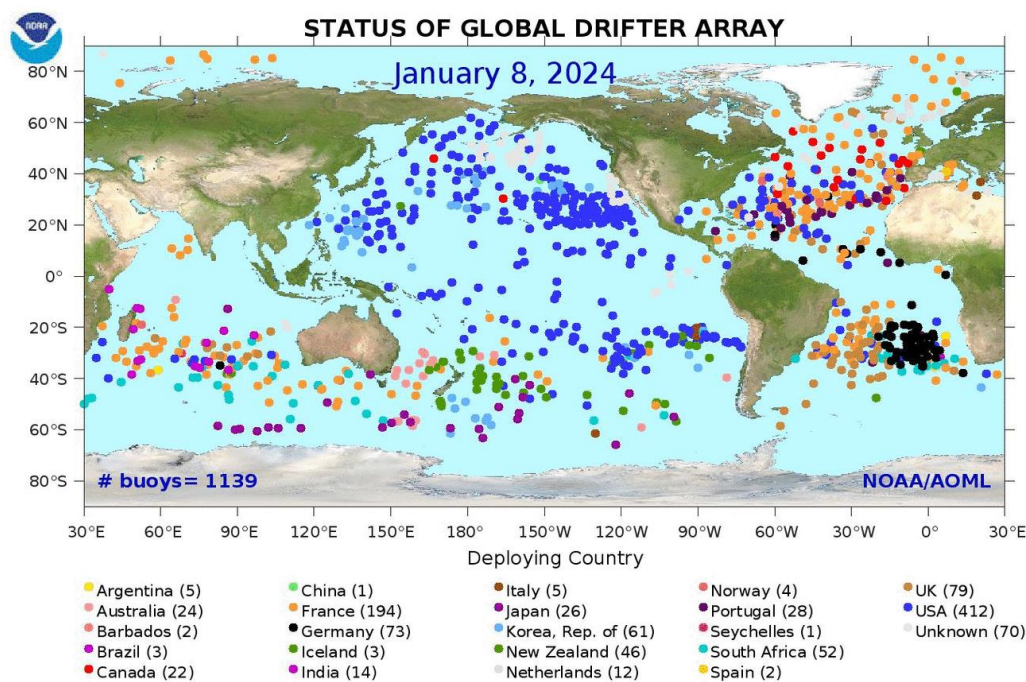 NOAA
STATUS OF GLOBAL DRIFTER ARRAY
January 8, 2024
80°N
60°N
40°N
20°N
0°
20°S
40°S
60°S
80°S
# buoys= 1139
NOAA/AOML
30°E 60°E 90°E 120°E 150°E 180° 150°W 120°W 90°W 60°W 30°W 0° 30°E
Deploying Country
Argentina (5)
Australia (24)
Barbados (2)
Brazil (3)
Canada (22)
China (1)
France (194)
Germany (73)
Iceland (3)
India (14)
Italy (5)
Japan (26)
Korea, Rep. of (61)
New Zealand (46)
Netherlands (12)
Norway (4)
Portugal (28)
Seychelles (1)
South Africa (52)
Spain (2)
UK (79)
USA (412)
Unknown (70)